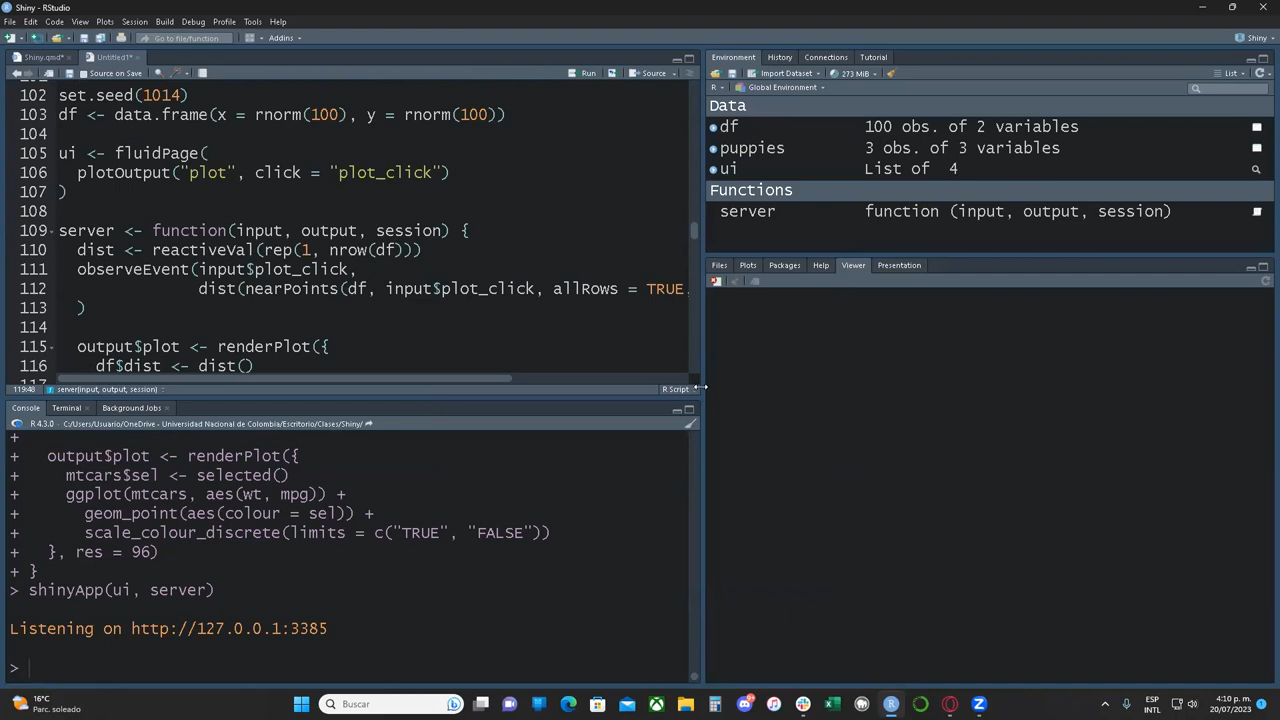 Shiny - RStudio
File Edit Code View Plots Session Build Debug Profile Tools Help
Go to file/function Addins Shiny
Shiny.qmd* Untitled1*
Source on Save Run Source
102 set.seed(1014)
103 df <- data.frame(x = rnorm(100), y = rnorm(100))
104
105 ui <- fluidPage(
106 plotOutput("plot", click = "plot_click")
107 )
108
109 server <- function(input, output, session) {
110 dist <- reactiveVal(rep(1, nrow(df)))
111 observeEvent(input$plot_click,
112 dist(nearPoints(df, input$plot_click, allRows = TRUE,
113 )
114
115 output$plot <- renderPlot({
116 df$dist <- dist()
119:48 server(input, output, session) R Script
Console Terminal Background Jobs
R 4.3.0 · C:/Users/Usuario/OneDrive - Universidad Nacional de Colombia/Escritorio/Clases/Shiny/
+
+ output$plot <- renderPlot({
+ mtcars$sel <- selected()
+ ggplot(mtcars, aes(wt, mpg)) +
+ geom_point(aes(colour = sel)) +
+ scale_colour_discrete(limits = c("TRUE", "FALSE"))
+ }, res = 96)
+ }
> shinyApp(ui, server)
Listening on http://127.0.0.1:3385
>
Environment History Connections Tutorial
Import Dataset 273 MiB List
R Global Environment
Data
df 100 obs. of 2 variables
puppies 3 obs. of 3 variables
ui List of 4
Functions
server function (input, output, session)
Files Plots Packages Help Viewer Presentation
16°C
Parc. soleado
Buscar
ESP
INTL
4:10 p. m.
20/07/2023